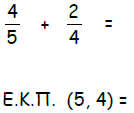 4/5 + 2/4 =
Ε.Κ.Π. (5, 4) =